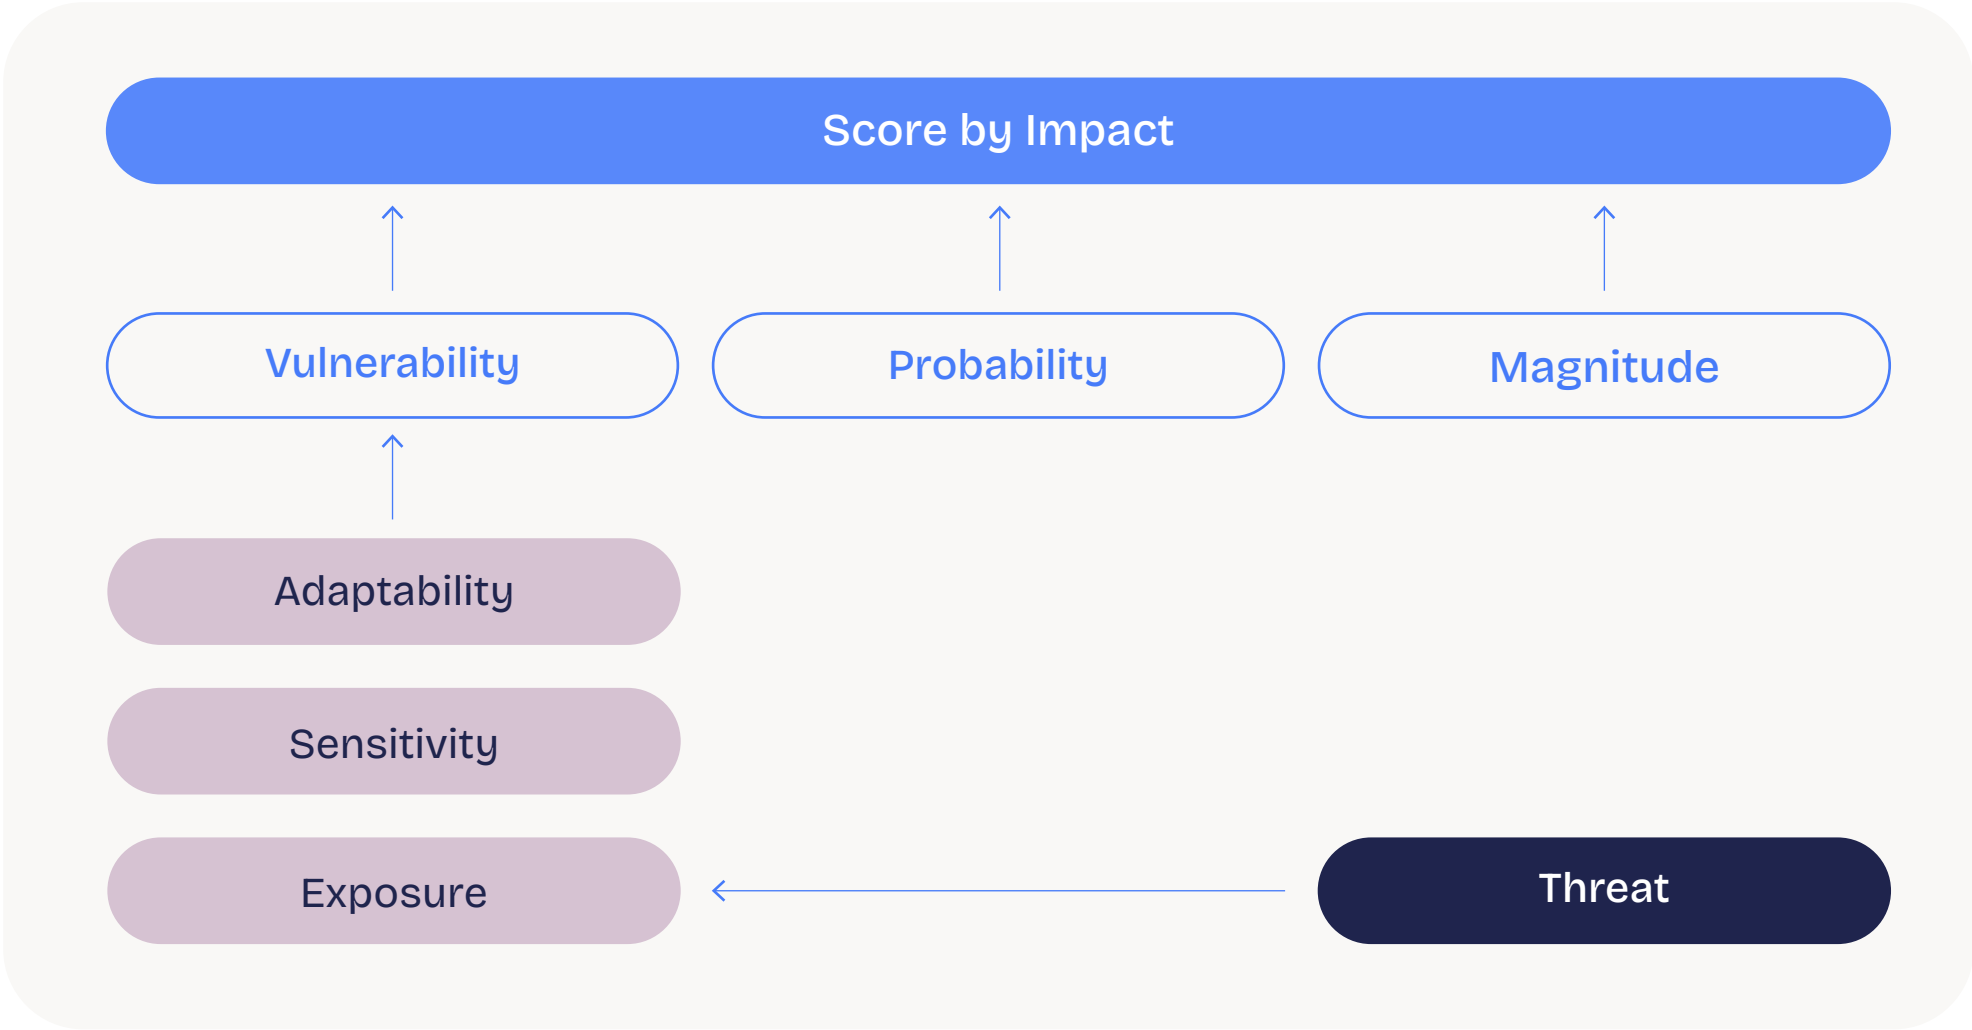 Score by Impact
Vulnerability
Probability
Magnitude
Adaptability
Sensitivity
Exposure
Threat